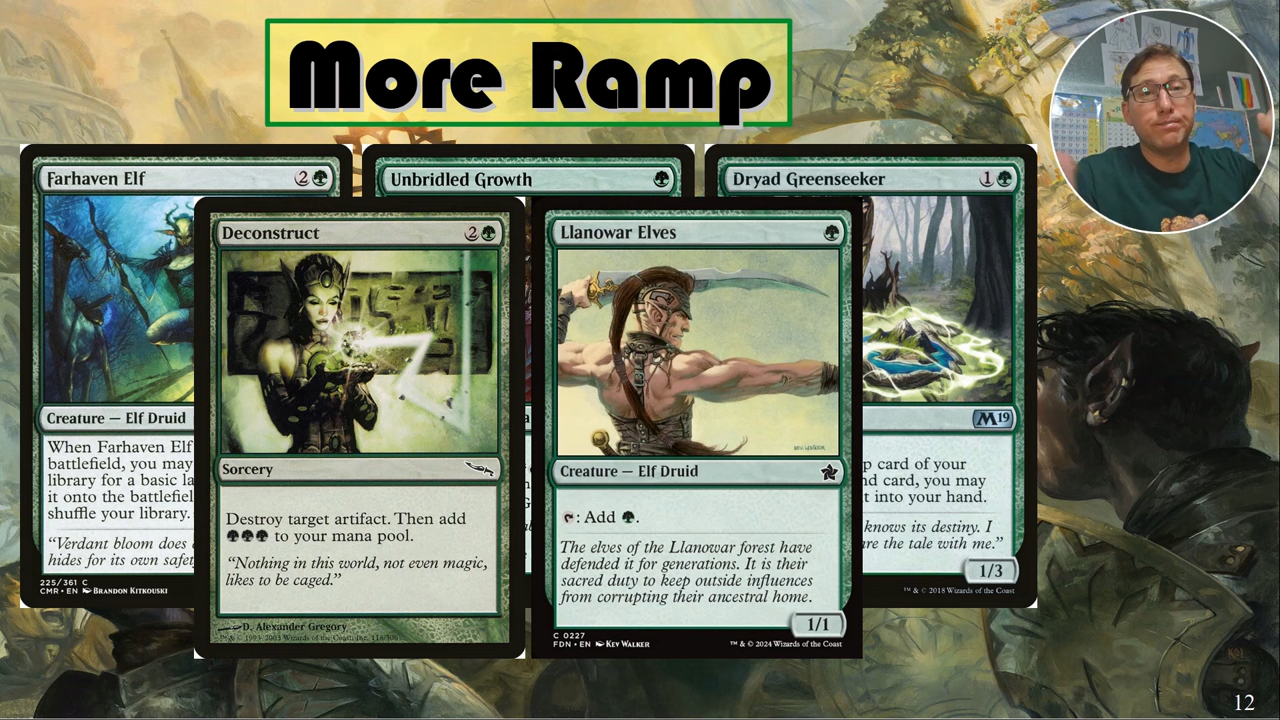 More Ramp
Farhaven Elf 2
Unbridled Growth
Dryad Greenseeker 1
Deconstruct 2
Llanowar Elves
Creature — Elf Druid
When Farhaven Elf
battlefield, you may
library for a basic la
it onto the battlefiel
shuffle your library.
"Verdant bloom does
hides for its own safet
225/361 C
CMR • EN Brandon Kitkouski
Sorcery
Destroy target artifact. Then add
to your mana pool.
"Nothing in this world, not even magic,
likes to be caged."
D. Alexander Gregory
Creature — Elf Druid
: Add .
The elves of the Llanowar forest have
defended it for generations. It is their
sacred duty to keep outside influences
from corrupting their ancestral home.
1/1
C 0227
FDN • EN Kev Walker
™ & © 2024 Wizards of the Coast
M19
p card of your
nd card, you may
t into your hand.
knows its destiny. I
are the tale with me."
1/3
™ & © 2018 Wizards of the Coast
12